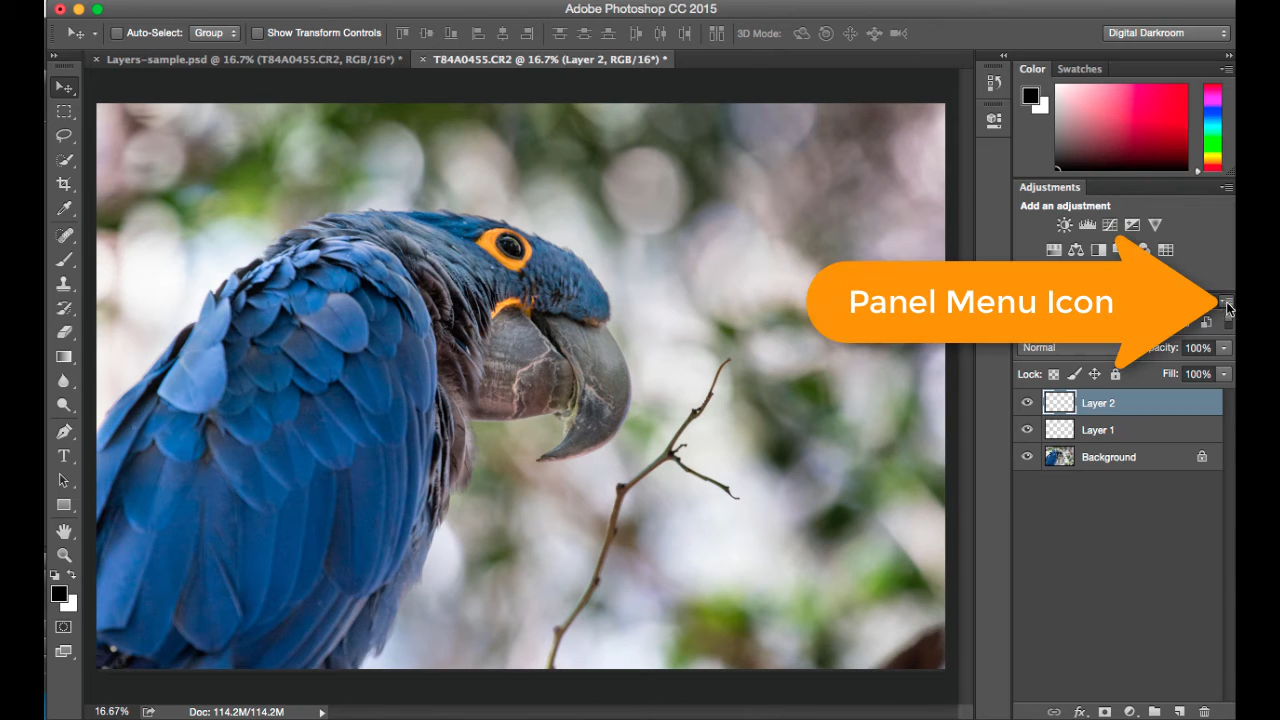 Adobe Photoshop CC 2015
Auto-Select: Group Show Transform Controls 3D Mode: Digital Darkroom
Layers-sample.psd @ 16.7% (T84A0455.CR2, RGB/16*) *
T84A0455.CR2 @ 16.7% (Layer 2, RGB/16*) *
Color Swatches
Adjustments
Add an adjustment
Panel Menu Icon
Normal
100%
Lock: Fill: 100%
Layer 2
Layer 1
Background
T
fx
16.67% Doc: 114.2M/114.2M